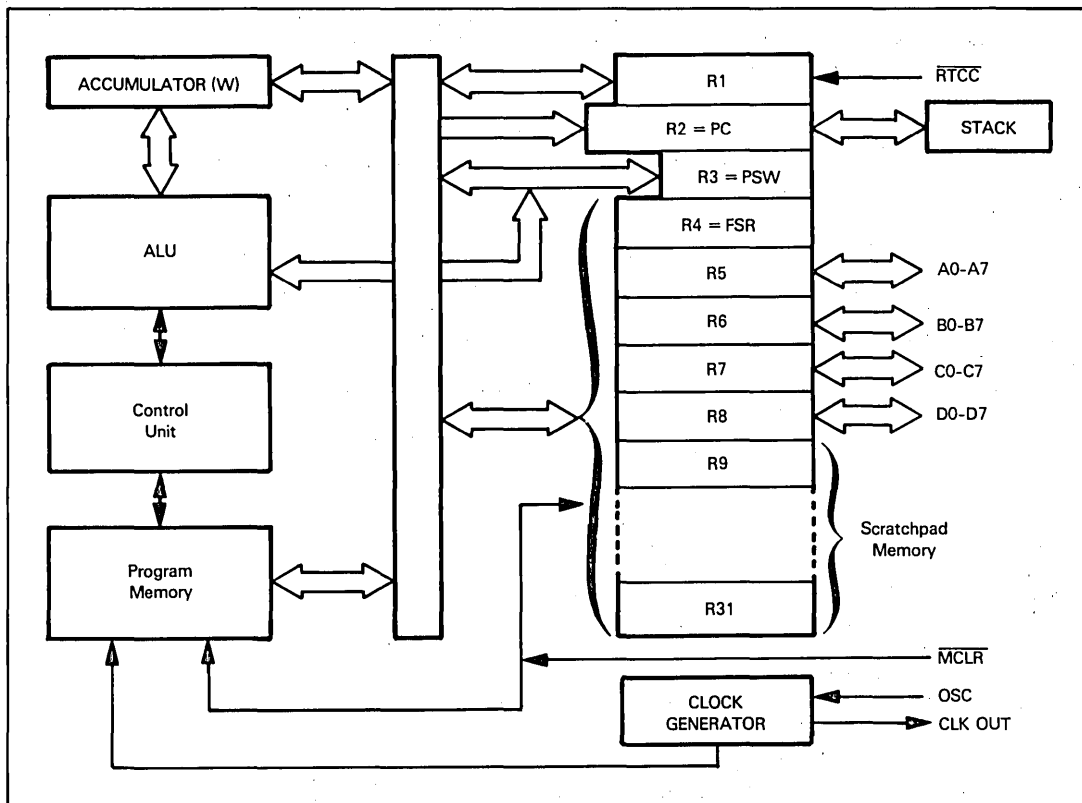 ACCUMULATOR (W)
ALU
Control
Unit
Program
Memory
R1
R2 = PC
R3 = PSW
R4 = FSR
R5
R6
R7
R8
R9
R31
RTCC
STACK
A0-A7
B0-B7
C0-C7
D0-D7
Scratchpad
Memory
MCLR
OSC
CLK OUT
CLOCK
GENERATOR